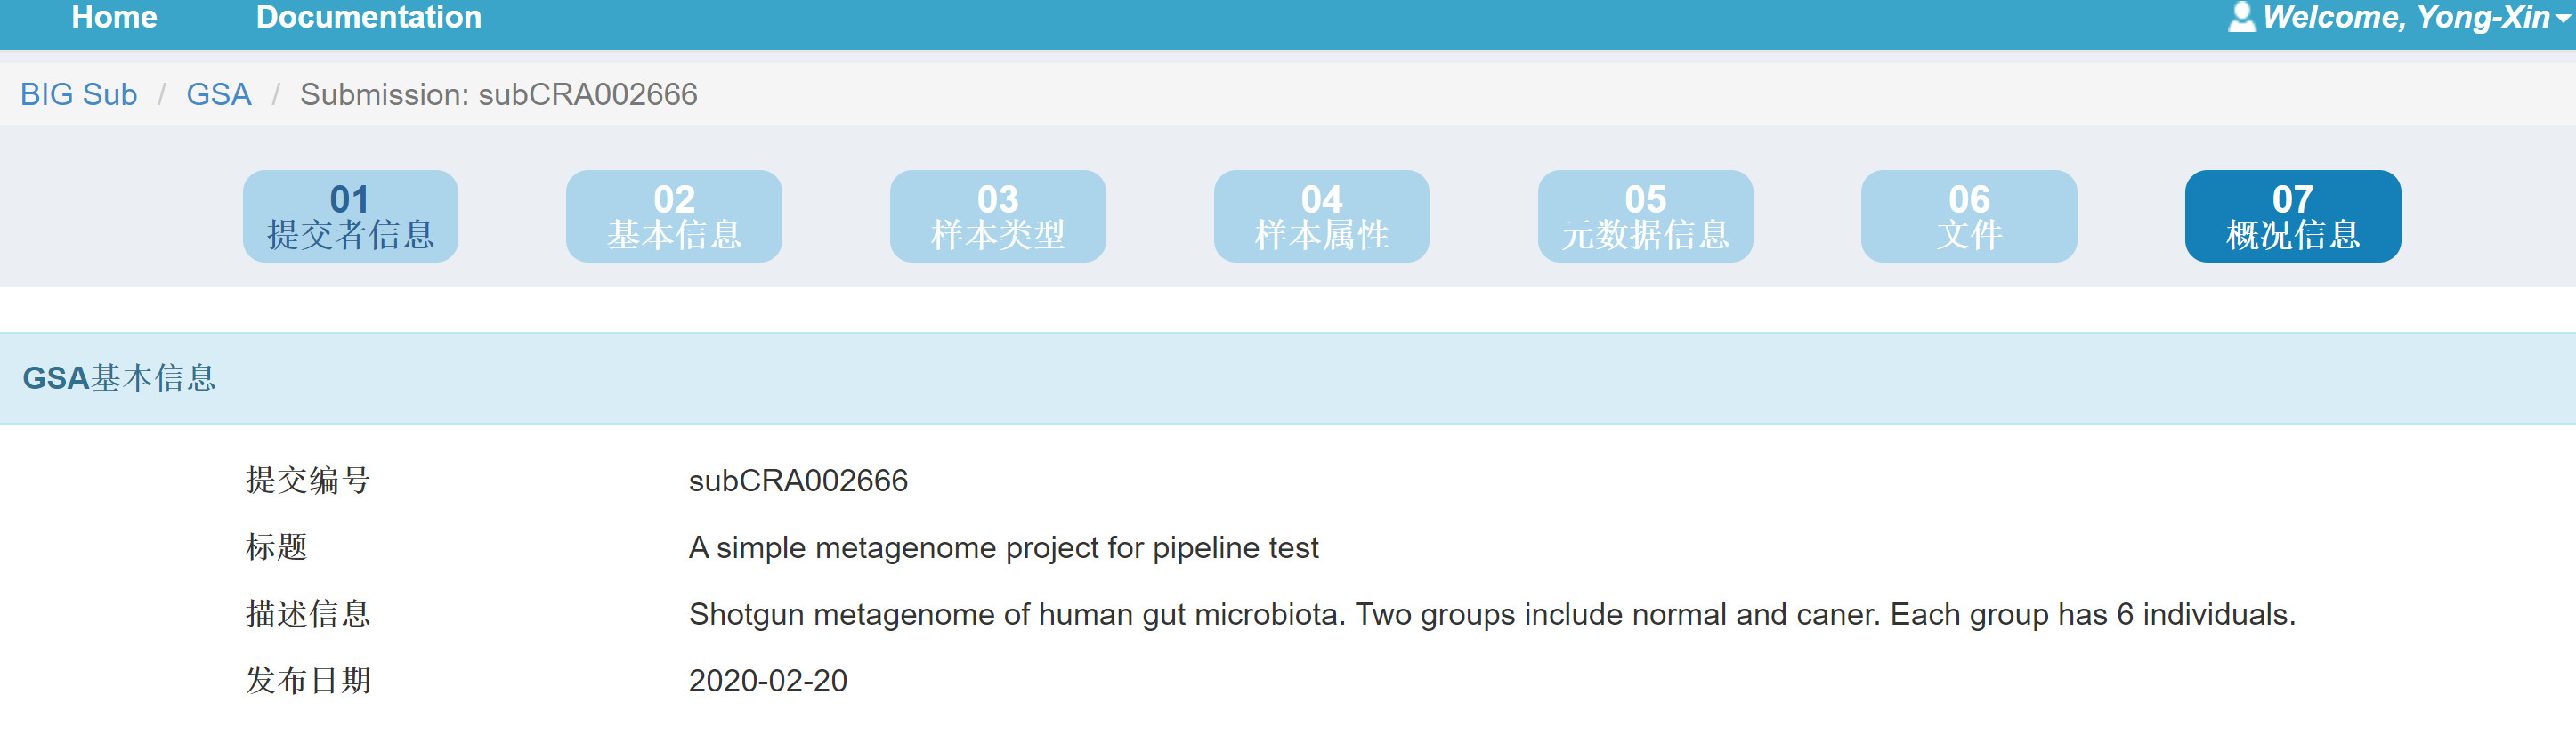 Home Documentation Welcome, Yong-Xin
BIG Sub / GSA / Submission: subCRA002666
01 02 03 04 05 06 07
提交者信息 基本信息 样本类型 样本属性 元数据信息 文件 概况信息
GSA基本信息
提交编号 subCRA002666
标题 A simple metagenome project for pipeline test
描述信息 Shotgun metagenome of human gut microbiota. Two groups include normal and caner. Each group has 6 individuals.
发布日期 2020-02-20